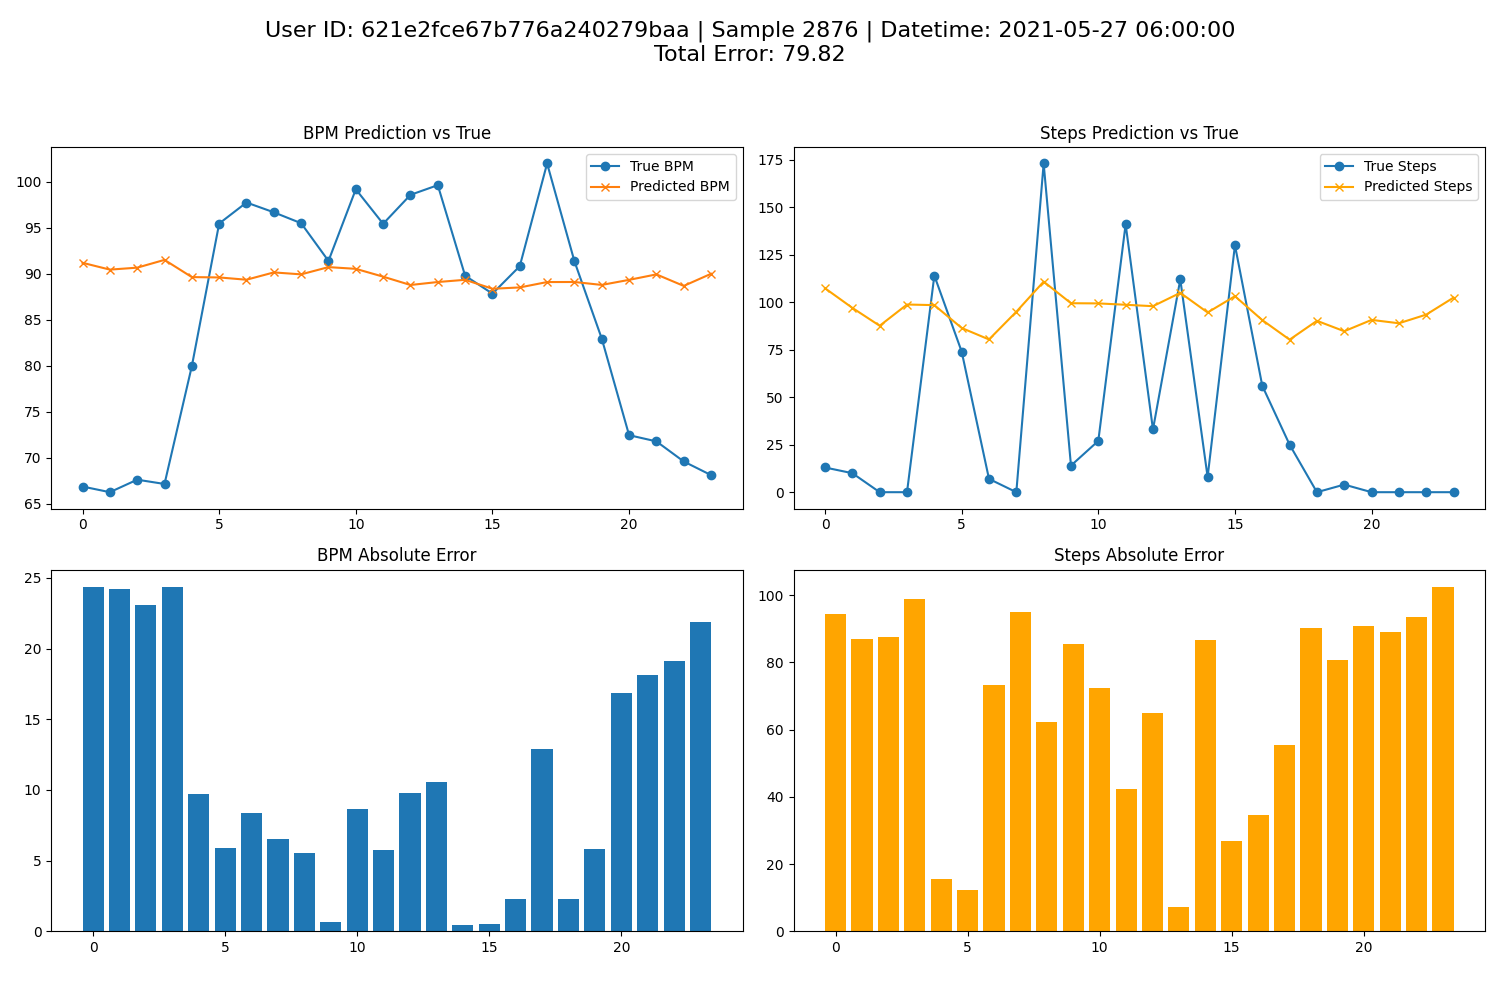 User ID: 621e2fce67b776a240279baa | Sample 2876 | Datetime: 2021-05-27 06:00:00
Total Error: 79.82
BPM Prediction vs True
True BPM
Predicted BPM
100
95
90
85
80
75
70
65
0 5 10 15 20
Steps Prediction vs True
True Steps
Predicted Steps
175
150
125
100
75
50
25
0
0 5 10 15 20
BPM Absolute Error
25
20
15
10
5
0
0 5 10 15 20
Steps Absolute Error
100
80
60
40
20
0
0 5 10 15 20